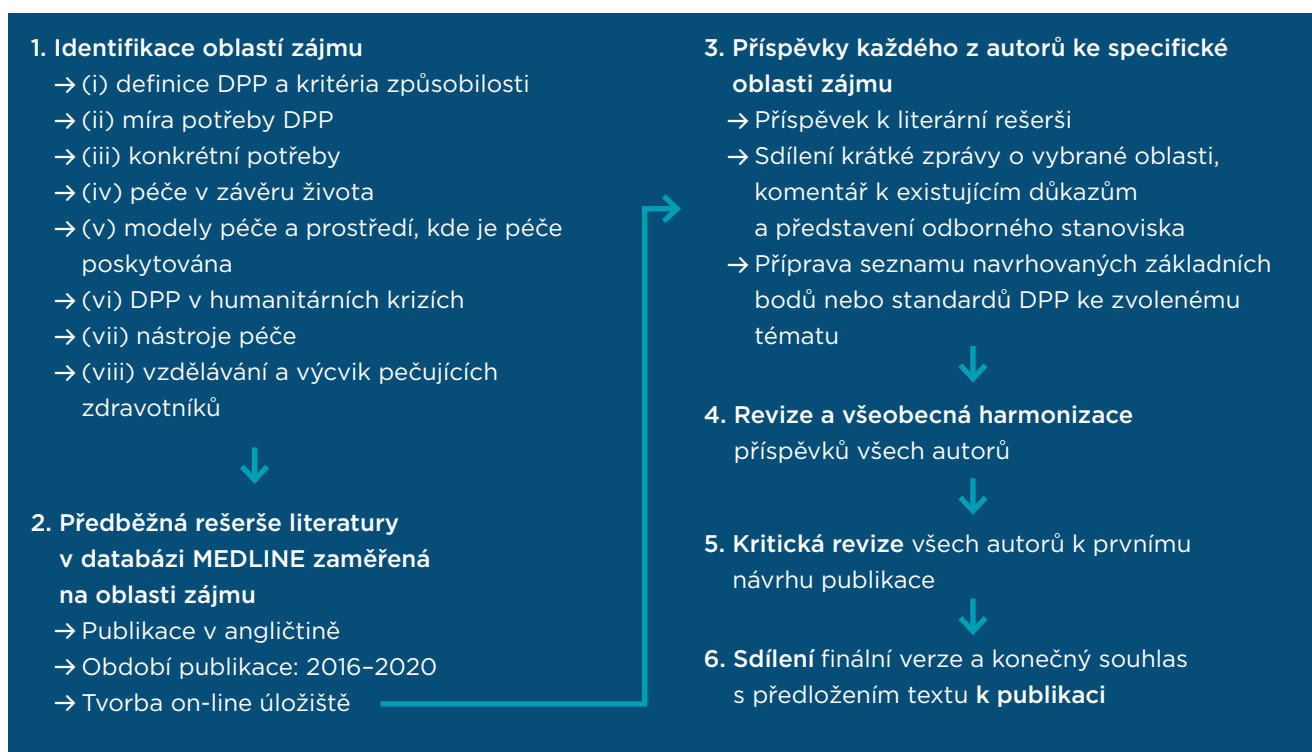 1. Identifikace oblastí zájmu
→ (i) definice DPP a kritéria způsobilosti
→ (ii) míra potřeby DPP
→ (iii) konkrétní potřeby
→ (iv) péče v závěru života
→ (v) modely péče a prostředí, kde je péče
poskytována
→ (vi) DPP v humanitárních krizích
→ (vii) nástroje péče
→ (viii) vzdělávání a výcvik pečujících
zdravotníků
2. Předběžná rešerše literatury
v databázi MEDLINE zaměřená
na oblasti zájmu
→ Publikace v angličtině
→ Období publikace: 2016–2020
→ Tvorba on-line úložiště
3. Příspěvky každého z autorů ke specifické
oblasti zájmu
→ Příspěvek k literární rešerši
→ Sdílení krátké zprávy o vybrané oblasti,
komentář k existujícím důkazům
a představení odborného stanoviska
→ Příprava seznamu navrhovaných základních
bodů nebo standardů DPP ke zvolenému
tématu
4. Revize a všeobecná harmonizace
příspěvků všech autorů
5. Kritická revize všech autorů k prvnímu
návrhu publikace
6. Sdílení finální verze a konečný souhlas
s předložením textu k publikaci